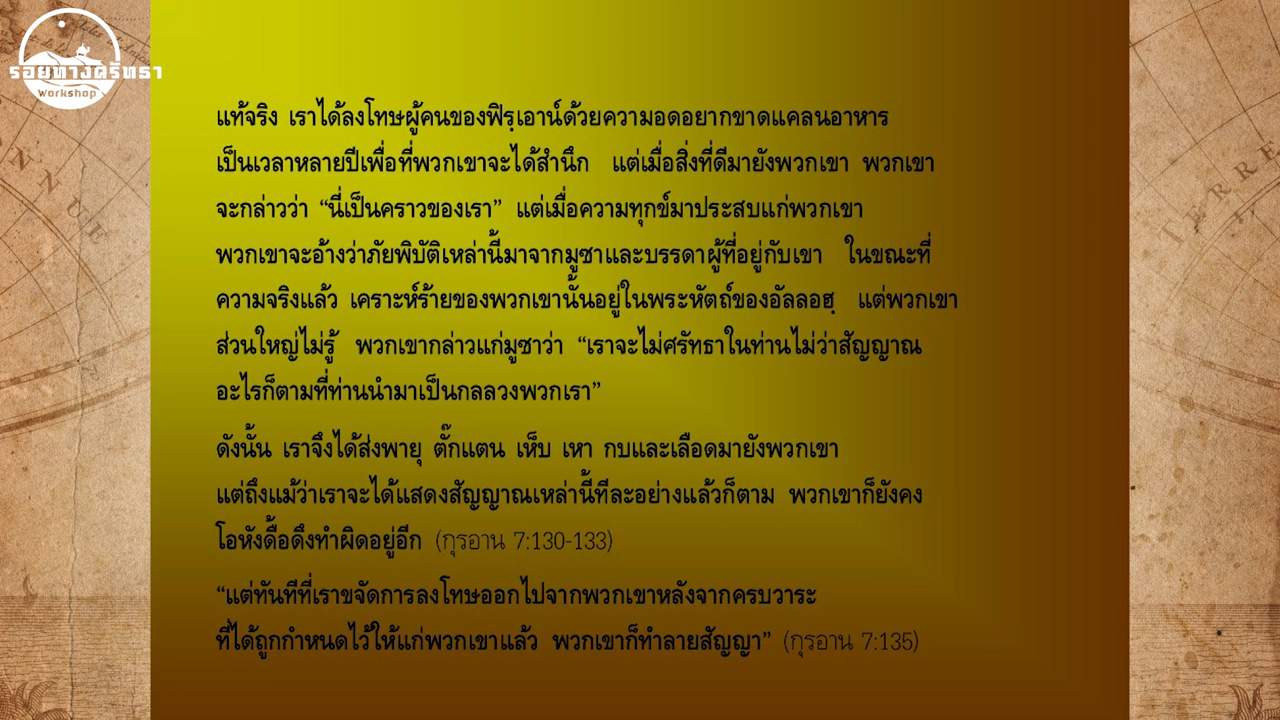 รอยทางศรัทธา
Workshop
แท้จริง เราได้ลงโทษผู้คนของฟิรฺเอาน์ด้วยความอดอยากขาดแคลนอาหาร
เป็นเวลาหลายปีเพื่อที่พวกเขาจะได้สำนึก แต่เมื่อสิ่งที่ดีมายังพวกเขา พวกเขา
จะกล่าวว่า “นี่เป็นคราวของเรา” แต่เมื่อความทุกข์มาประสบแก่พวกเขา
พวกเขาจะอ้างว่าภัยพิบัติเหล่านี้มาจากมูซาและบรรดาผู้ที่อยู่กับเขา ในขณะที่
ความจริงแล้ว เคราะห์ร้ายของพวกเขานั้นอยู่ในพระหัตถ์ของอัลลอฮฺ แต่พวกเขา
ส่วนใหญ่ไม่รู้ พวกเขากล่าวแก่มูซาว่า “เราจะไม่ศรัทธาในท่านไม่ว่าสัญญาณ
อะไรก็ตามที่ท่านนำมาเป็นกลลวงพวกเรา”
ดังนั้น เราจึงได้ส่งพายุ ตั๊กแตน เห็บ เหา กบและเลือดมายังพวกเขา
แต่ถึงแม้ว่าเราจะได้แสดงสัญญาณเหล่านี้ทีละอย่างแล้วก็ตาม พวกเขาก็ยังคง
โอหังดื้อดึงทำผิดอยู่อีก (กุรอาน 7:130-133)
“แต่ทันทีที่เราขจัดการลงโทษออกไปจากพวกเขาหลังจากครบวาระ
ที่ได้ถูกกำหนดไว้ให้แก่พวกเขาแล้ว พวกเขาก็ทำลายสัญญา” (กุรอาน 7:135)